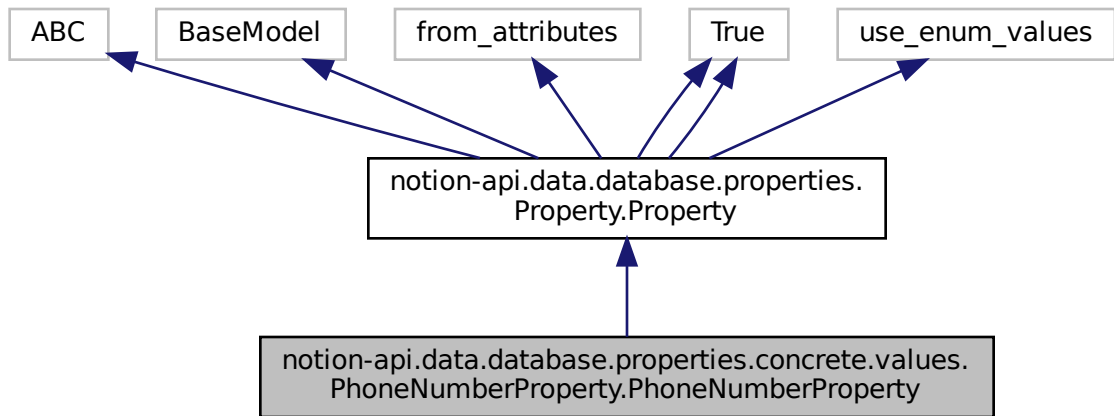 ABC
BaseModel
from_attributes
True
use_enum_values
notion-api.data.database.properties.
Property.Property
notion-api.data.database.properties.concrete.values.
PhoneNumberProperty.PhoneNumberProperty